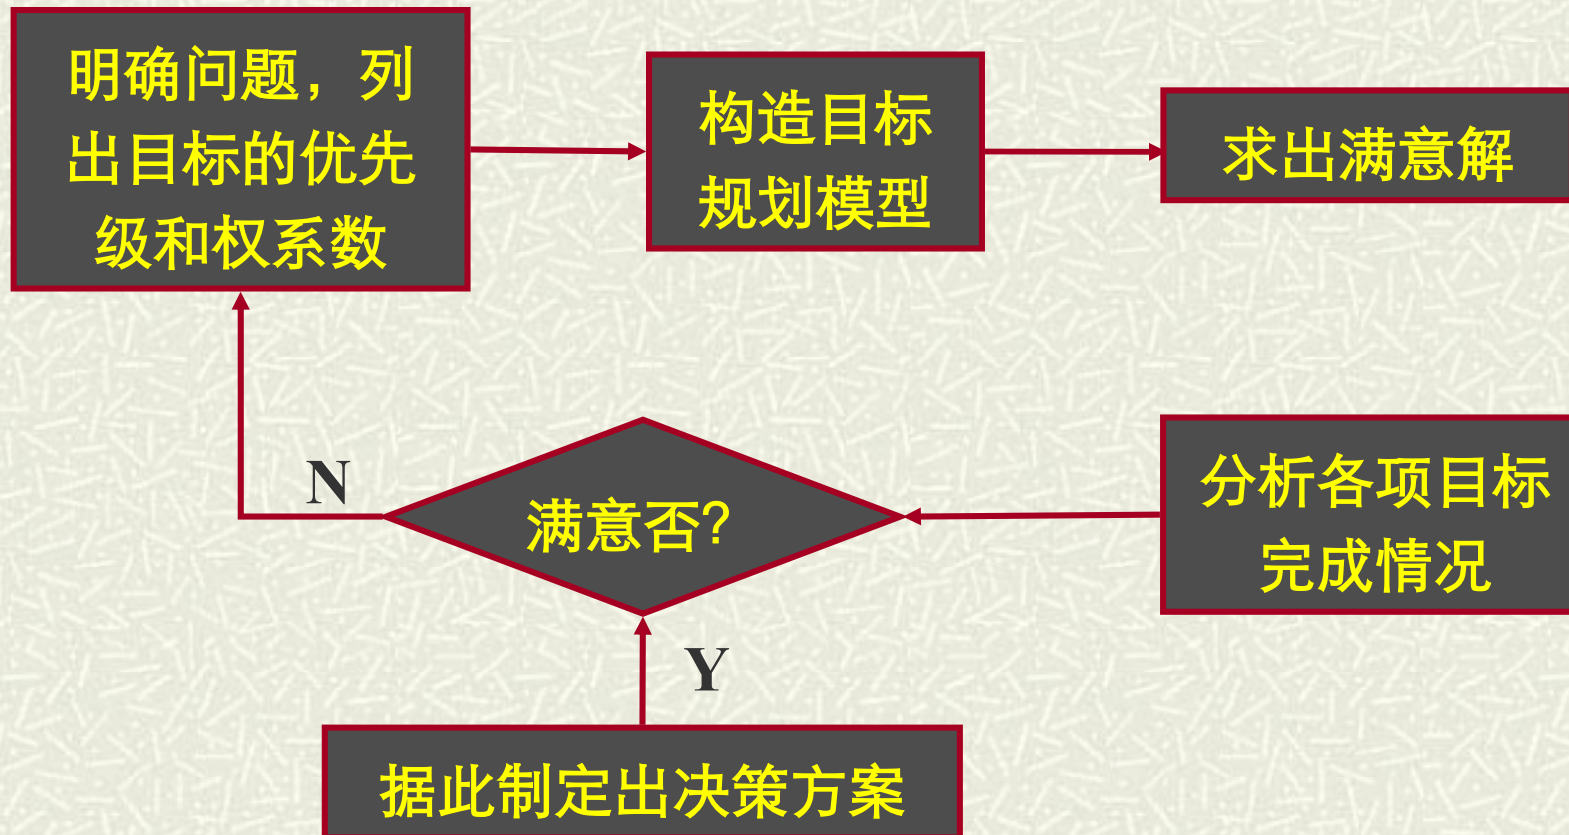 明确问题，列
出目标的优先
级和权系数
构造目标
规划模型
求出满意解
N
满意否?
分析各项目标
完成情况
Y
据此制定出决策方案